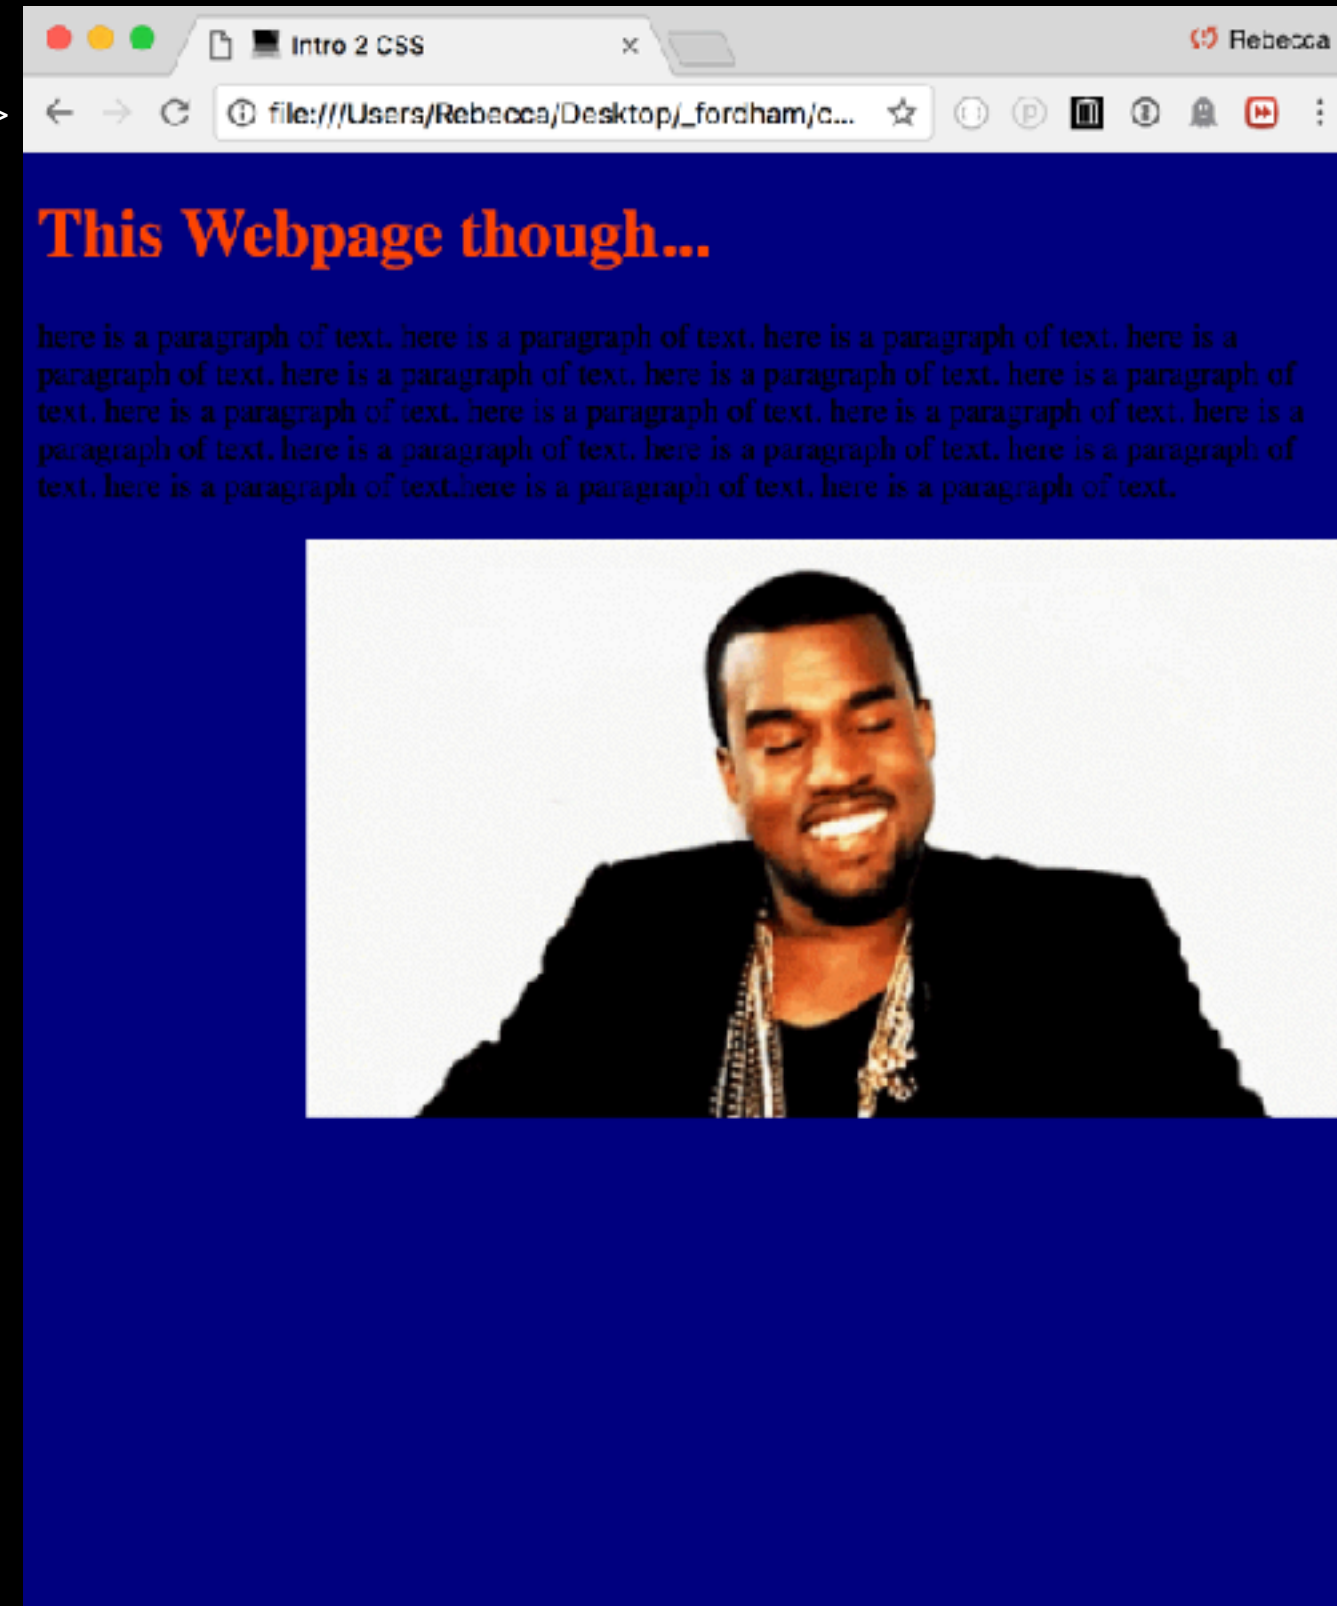 Intro 2 CSS
Rebecca
file:///Users/Rebecca/Desktop/_fordham/c...
This Webpage though...
here is a paragraph of text. here is a paragraph of text. here is a paragraph of text. here is a
paragraph of text. here is a paragraph of text. here is a paragraph of text. here is a paragraph of
text. here is a paragraph of text. here is a paragraph of text. here is a paragraph of text. here is a
paragraph of text. here is a paragraph of text. here is a paragraph of text. here is a paragraph of
text. here is a paragraph of text.here is a paragraph of text. here is a paragraph of text.